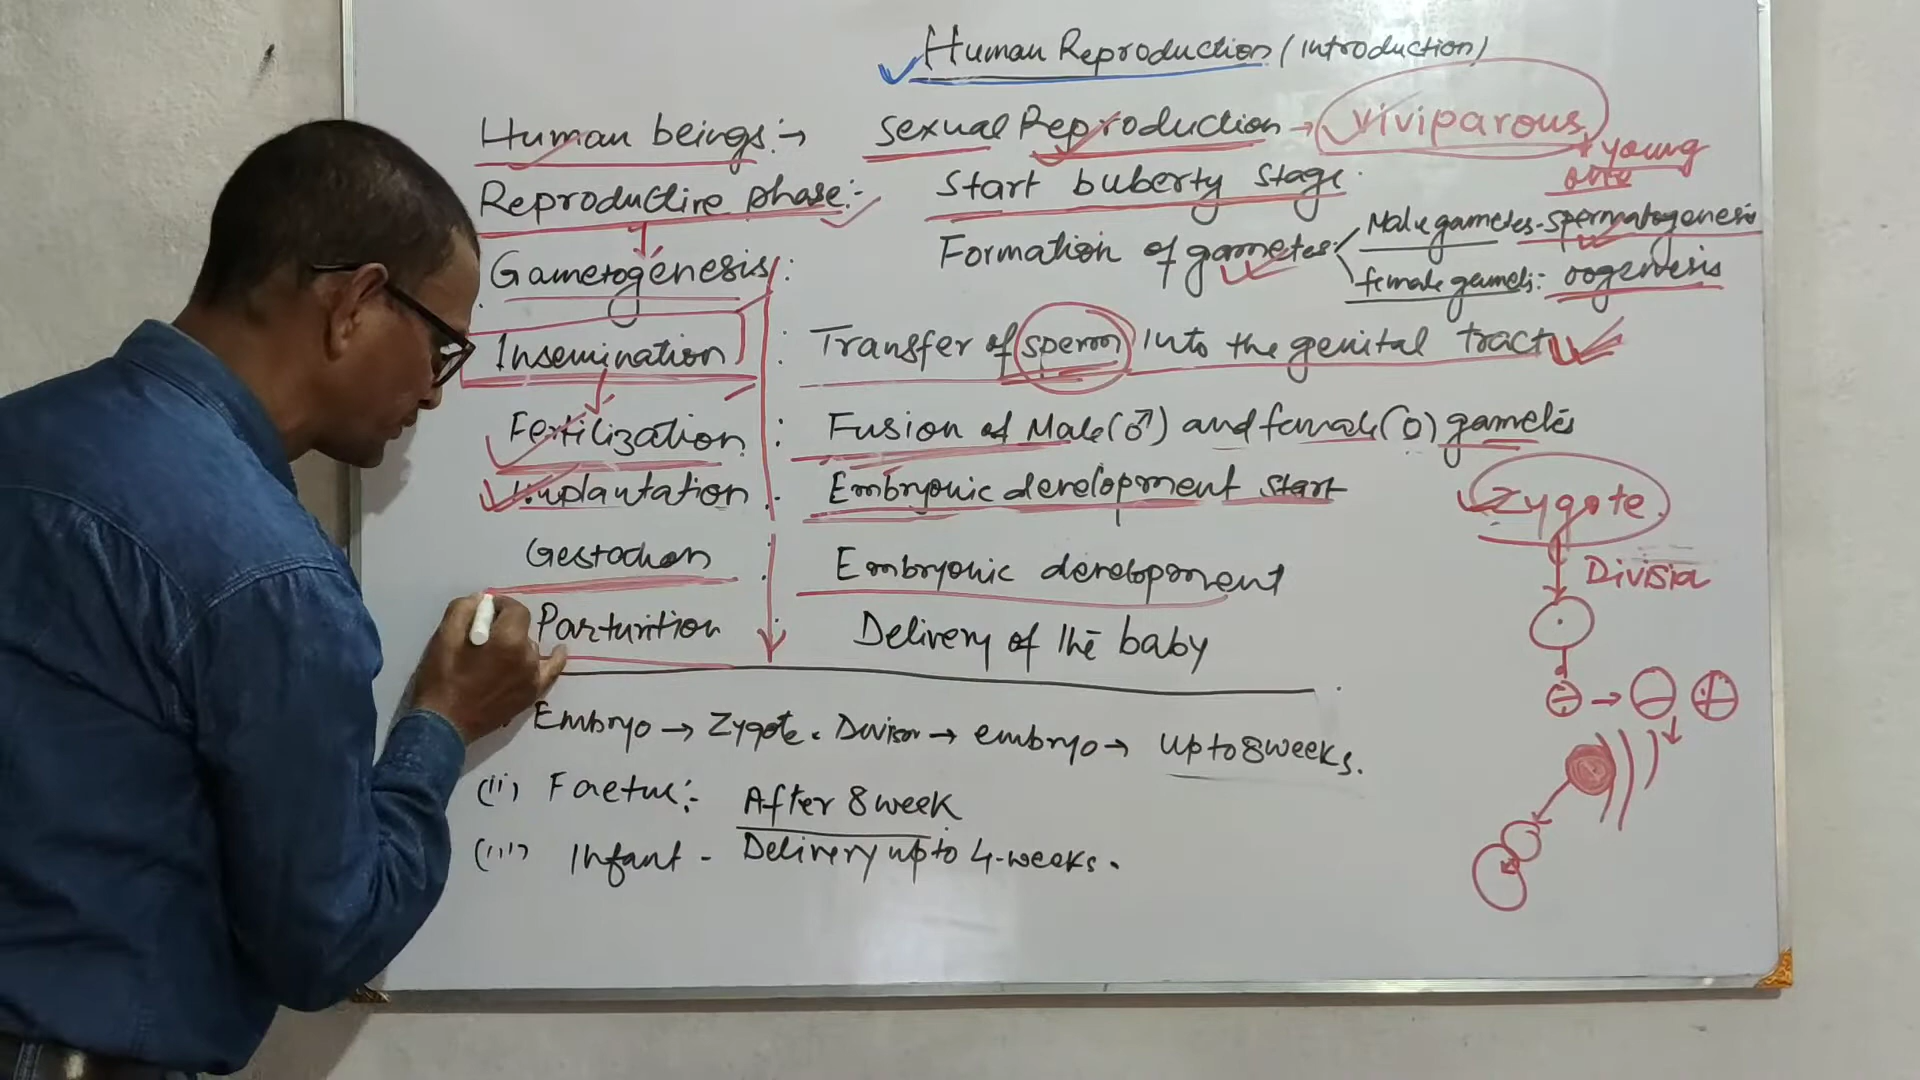 Human Reproduction (Introduction)
Human beings:→ Sexual Reproduction → viviparous
→ young one
Reproductive phase:- Start buberty stage.
Gametogenesis : Formation of gametes. Male gametes - spermatogenesis
female gamets: oogenesis
Insemination : Transfer of sperm into the genital tract
Fertilization : Fusion of Male (♂) and female (O) gametes
Implantation . Embryonic development start
Zygote.
Gestation : Embryonic development
Division
Parturition : Delivery of the baby
Embryo → Zygote. Division → embryo → up to 8 weeks.
(ii) Foetus:- After 8 week
(iii) Infant - Delivery up to 4-weeks.